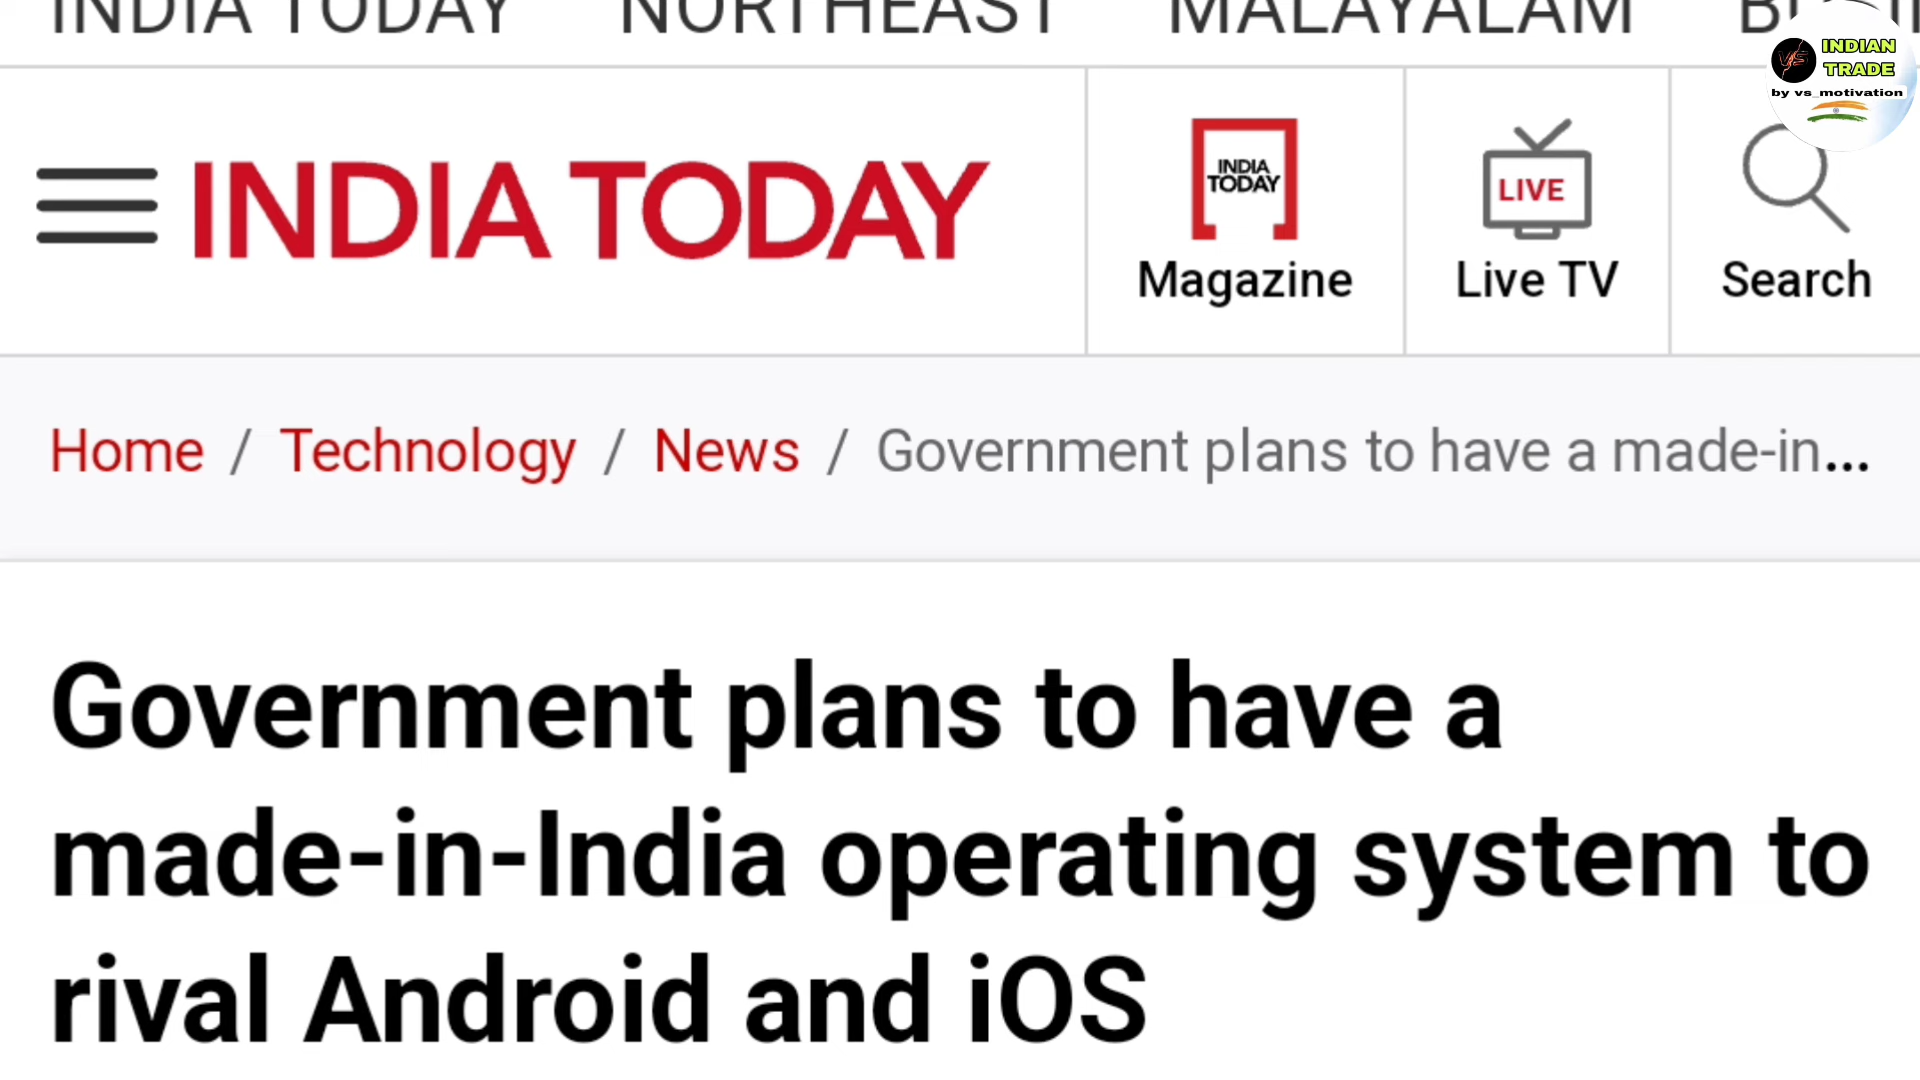 INDIA TODAY NORTHEAST MALAYALAM
INDIAN
TRADE
by vs_motivation
INDIA TODAY
INDIA
TODAY
LIVE
Magazine Live TV Search
Home / Technology / News / Government plans to have a made-in...
Government plans to have a
made-in-India operating system to
rival Android and iOS